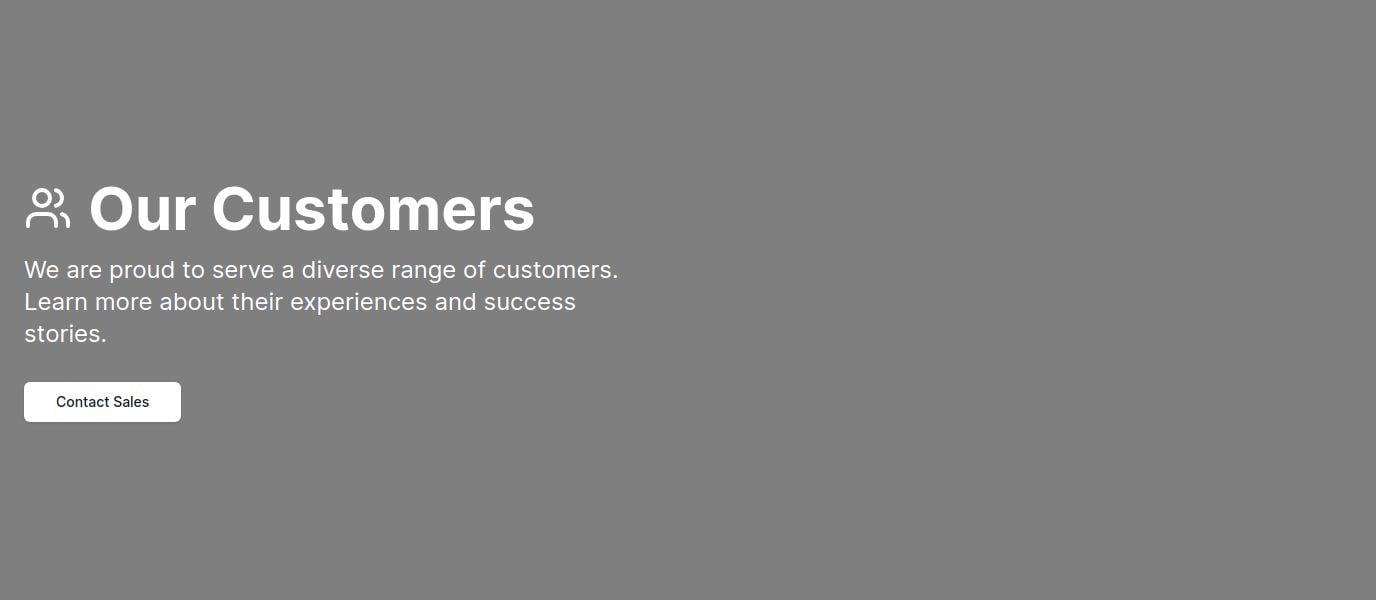 Our Customers
We are proud to serve a diverse range of customers.
Learn more about their experiences and success
stories.
Contact Sales